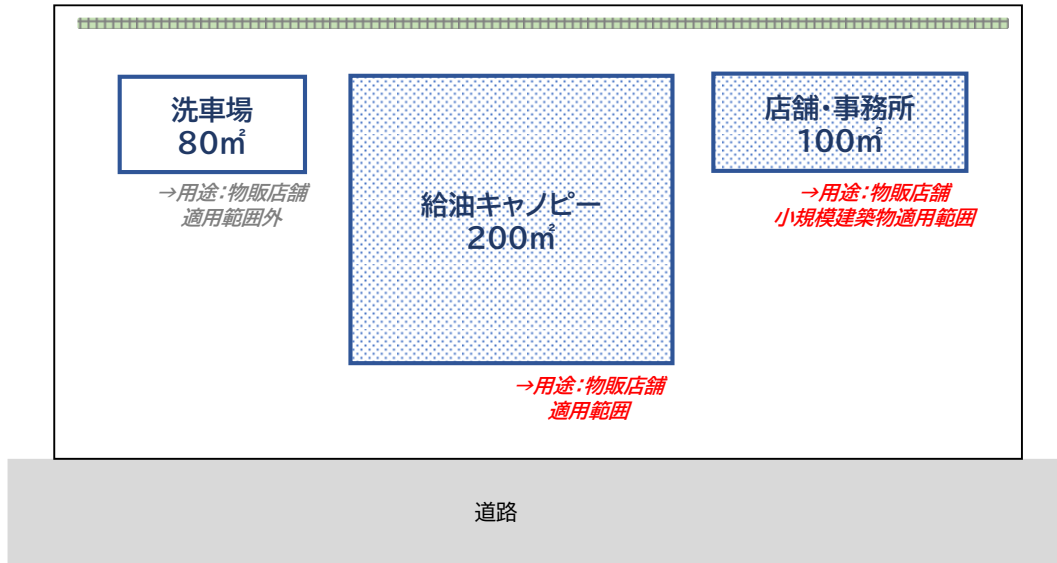 洗車場
80㎡
→用途：物販店舗
適用範囲外
給油キャノピー
200㎡
→用途：物販店舗
適用範囲
店舗・事務所
100㎡
→用途：物販店舗
小規模建築物適用範囲
道路